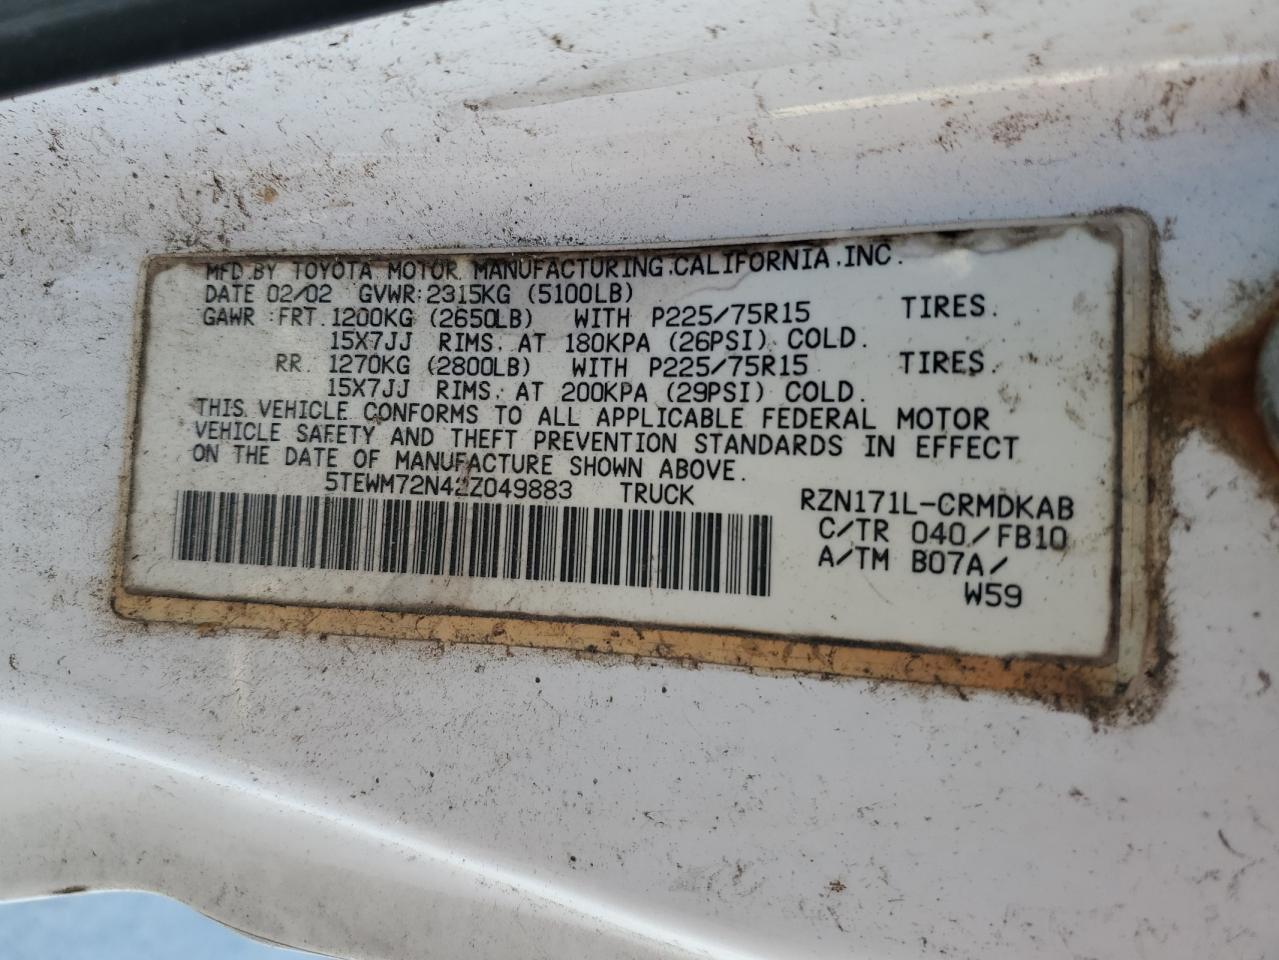 MFD.BY TOYOTA MOTOR MANUFACTURING.CALIFORNIA.INC.
DATE 02/02 GVWR:2315KG (5100LB)
GAWR FRT. 1200KG (2650LB) WITH P225/75R15 TIRES.
15X7JJ RIMS. AT 180KPA (26PSI) COLD.
RR. 1270KG (2800LB) WITH P225/75R15 TIRES.
15X7JJ RIMS. AT 200KPA (29PSI) COLD.
THIS VEHICLE CONFORMS TO ALL APPLICABLE FEDERAL MOTOR
VEHICLE SAFETY AND THEFT PREVENTION STANDARDS IN EFFECT
ON THE DATE OF MANUFACTURE SHOWN ABOVE.
5TEWM72N42Z049883 TRUCK RZN171L-CRMDKAB
C/TR 040/FB10
A/TM B07A/
W59